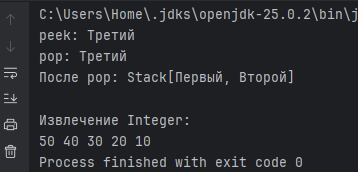 C:\Users\Home\.jdks\openjdk-25.0.2\bin\j
peek: Третий
pop: Третий
После pop: Stack[Первый, Второй]
Извлечение Integer:
50 40 30 20 10
Process finished with exit code 0